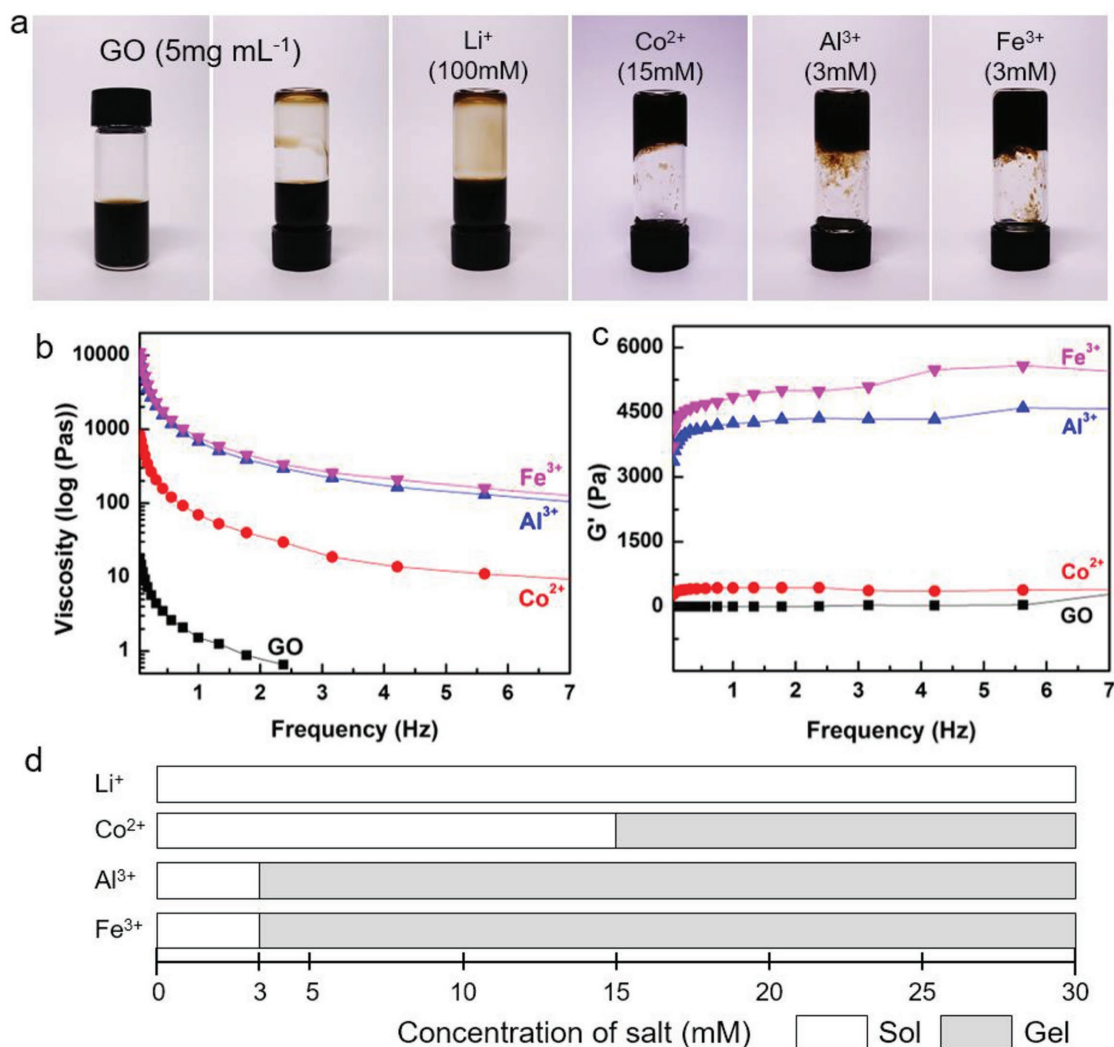 a
GO (5mg mL⁻¹)
Li⁺
(100mM)
Co²⁺
(15mM)
Al³⁺
(3mM)
Fe³⁺
(3mM)
b
Viscosity (log (Pas))
10000
1000
100
10
1
Fe³⁺
Al³⁺
Co²⁺
GO
1 2 3 4 5 6 7
Frequency (Hz)
c
G' (Pa)
6000
4500
3000
1500
0
Fe³⁺
Al³⁺
Co²⁺
GO
1 2 3 4 5 6 7
Frequency (Hz)
d
Li⁺
Co²⁺
Al³⁺
Fe³⁺
0 3 5 10 15 20 25 30
Concentration of salt (mM) Sol Gel